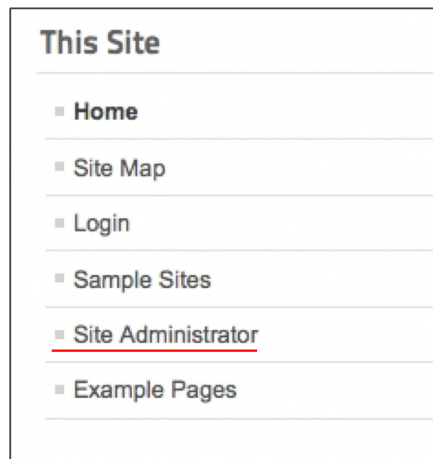 This Site
Home
Site Map
Login
Sample Sites
Site Administrator
Example Pages